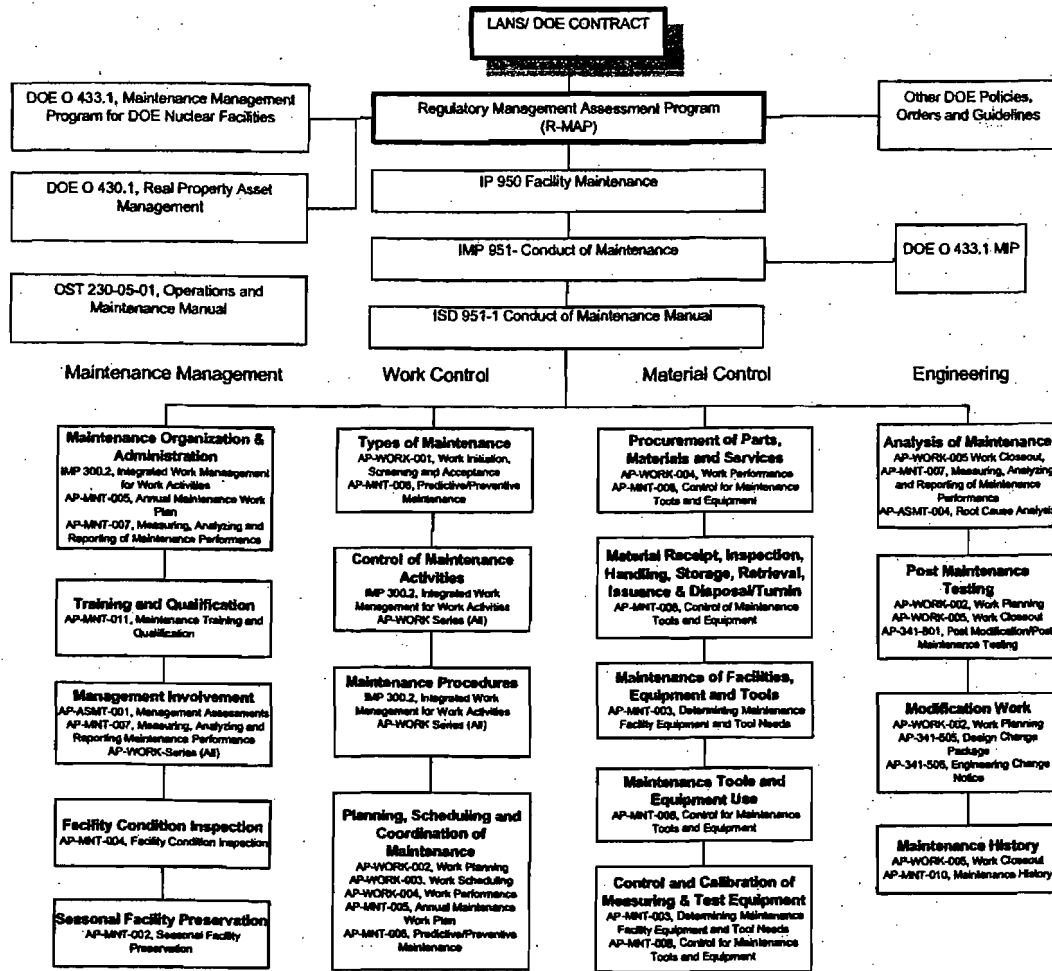 LANS/ DOE CONTRACT
DOE O 433.1, Maintenance Management
Program for DOE Nuclear Facilities
Regulatory Management Assessment Program
(R-MAP)
Other DOE Policies,
Orders and Guidelines
DOE O 430.1, Real Property Asset
Management
IP 950 Facility Maintenance
IMP 951- Conduct of Maintenance
DOE O 433.1 MIP
OST 230-05-01, Operations and
Maintenance Manual
ISD 951-1 Conduct of Maintenance Manual
Maintenance Management
Maintenance Organization &
Administration
IMP 300.2, Integrated Work Management
for Work Activities
AP-MNT-005, Annual Maintenance Work
Plan
AP-MNT-007, Measuring, Analyzing and
Reporting of Maintenance Performance
Training and Qualification
AP-MNT-011, Maintenance Training and
Qualification
Management Involvement
AP-ASMT-001, Management Assessments
AP-MNT-007, Measuring, Analyzing and
Reporting Maintenance Performance
AP-WORK-Series (All)
Facility Condition Inspection
AP-MNT-004, Facility Condition Inspection
Seasonal Facility Preservation
AP-MNT-002, Seasonal Facility
Preservation
Work Control
Types of Maintenance
AP-WORK-001, Work Initiation,
Screening and Acceptance
AP-MNT-006, Predictive/Preventive
Maintenance
Control of Maintenance
Activities
IMP 300.2, Integrated Work
Management for Work Activities
AP-WORK Series (All)
Maintenance Procedures
IMP 300.2, Integrated Work
Management for Work Activities
AP-WORK Series (All)
Planning, Scheduling and
Coordination of
Maintenance
AP-WORK-002, Work Planning
AP-WORK-003, Work Scheduling
AP-WORK-004, Work Performance
AP-MNT-005, Annual Maintenance
Work Plan
AP-MNT-006, Predictive/Preventive
Maintenance
Material Control
Procurement of Parts,
Materials and Services
AP-WORK-004, Work Performance
AP-MNT-008, Control for Maintenance
Tools and Equipment
Material Receipt, Inspection,
Handling, Storage, Retrieval,
Issuance & Disposal/Turnin
AP-MNT-008, Control of Maintenance
Tools and Equipment
Maintenance of Facilities,
Equipment and Tools
AP-MNT-003, Determining Maintenance
Facility Equipment and Tool Needs
Maintenance Tools and
Equipment Use
AP-MNT-008, Control for Maintenance
Tools and Equipment
Control and Calibration of
Measuring & Test Equipment
AP-MNT-003, Determining Maintenance
Facility Equipment and Tool Needs
AP-MNT-008, Control for Maintenance
Tools and Equipment
Engineering
Analysis of Maintenance
AP-WORK-005 Work Closeout,
AP-MNT-007, Measuring, Analyzing
and Reporting of Maintenance
Performance
AP-ASMT-004, Root Cause Analysis
Post Maintenance
Testing
AP-WORK-002, Work Planning
AP-WORK-005, Work Closeout
AP-341-801, Post Modification/Post
Maintenance Testing
Modification Work
AP-WORK-002, Work Planning
AP-341-505, Design Change
Package
AP-341-506, Engineering Change
Notice
Maintenance History
AP-WORK-005, Work Closeout
AP-MNT-010, Maintenance History